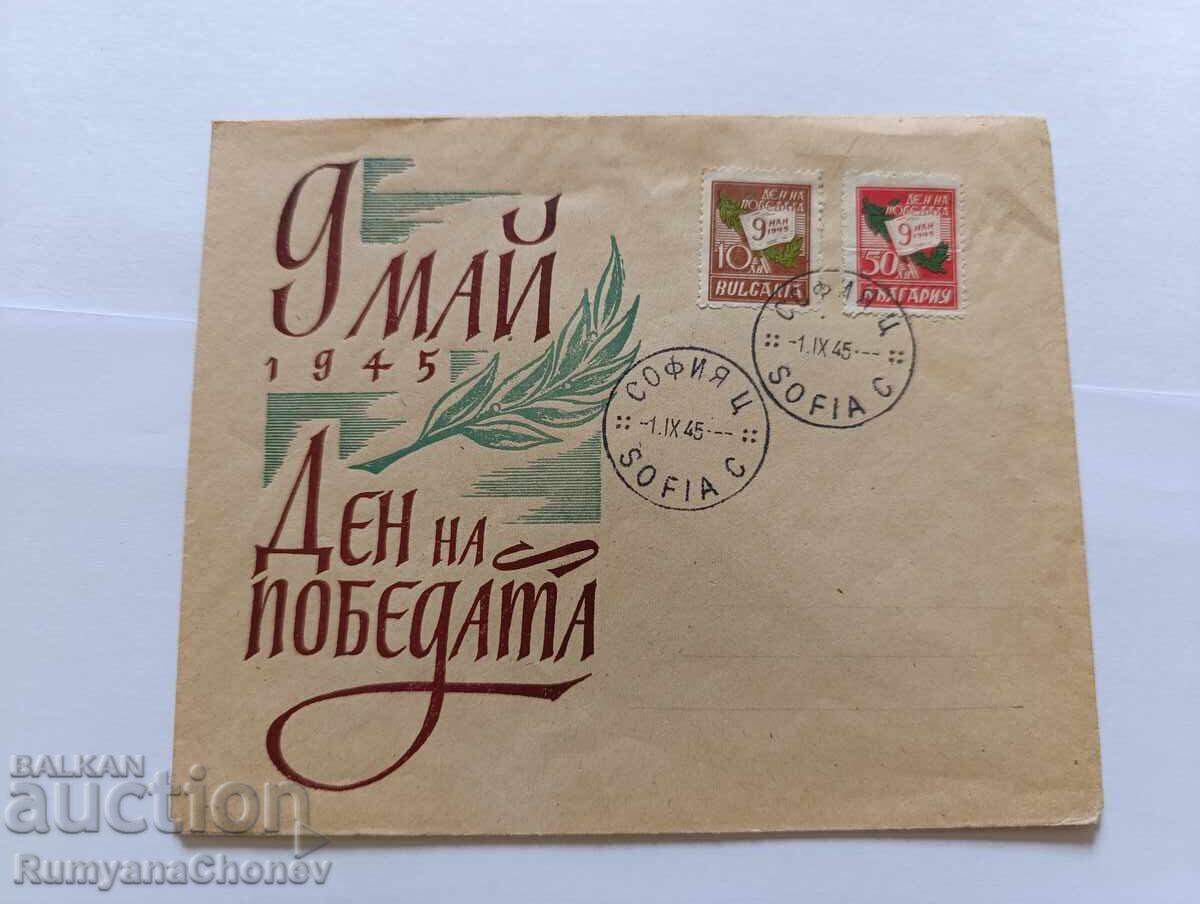 9 МАЙ
1945
ДЕН НА
ПОБЕДАТА
ДЕН НА
ПОБЕДАТА
9
МАЙ
1945
10 ЛВ
BULGARIA
ДЕН НА
ПОБЕДАТА
9
МАЙ
1945
50 ЛВ
БЪЛГАРИЯ
СОФИЯ Ц
-1.IX 45----
SOFIA C
СОФИЯ Ц
-1.IX 45----
SOFIA C
BALKAN
auction
RumyanaChonev